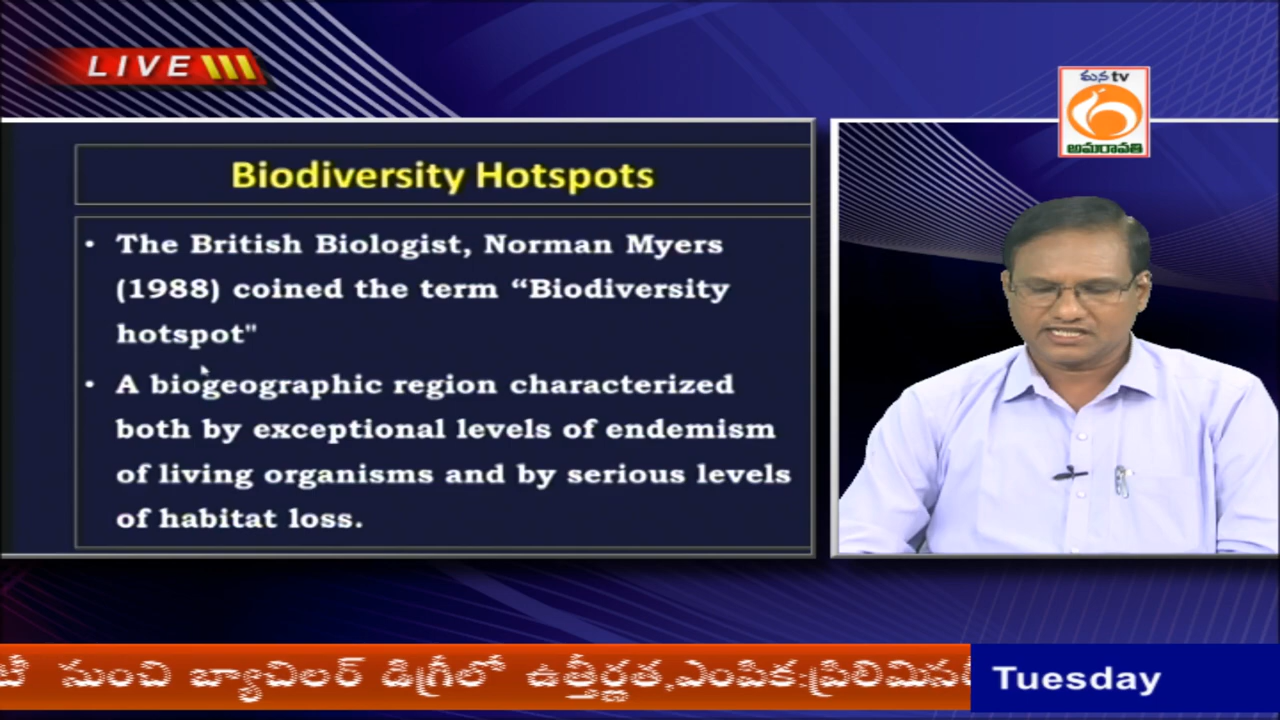 LIVE
మన tv
అమరావతి
Biodiversity Hotspots
• The British Biologist, Norman Myers
(1988) coined the term “Biodiversity
hotspot"
• A biogeographic region characterized
both by exceptional levels of endemism
of living organisms and by serious levels
of habitat loss.
నుంచి బ్యాచిలర్ డిగ్రీలో ఉత్తీర్ణత,ఎంపిక:
Tuesday